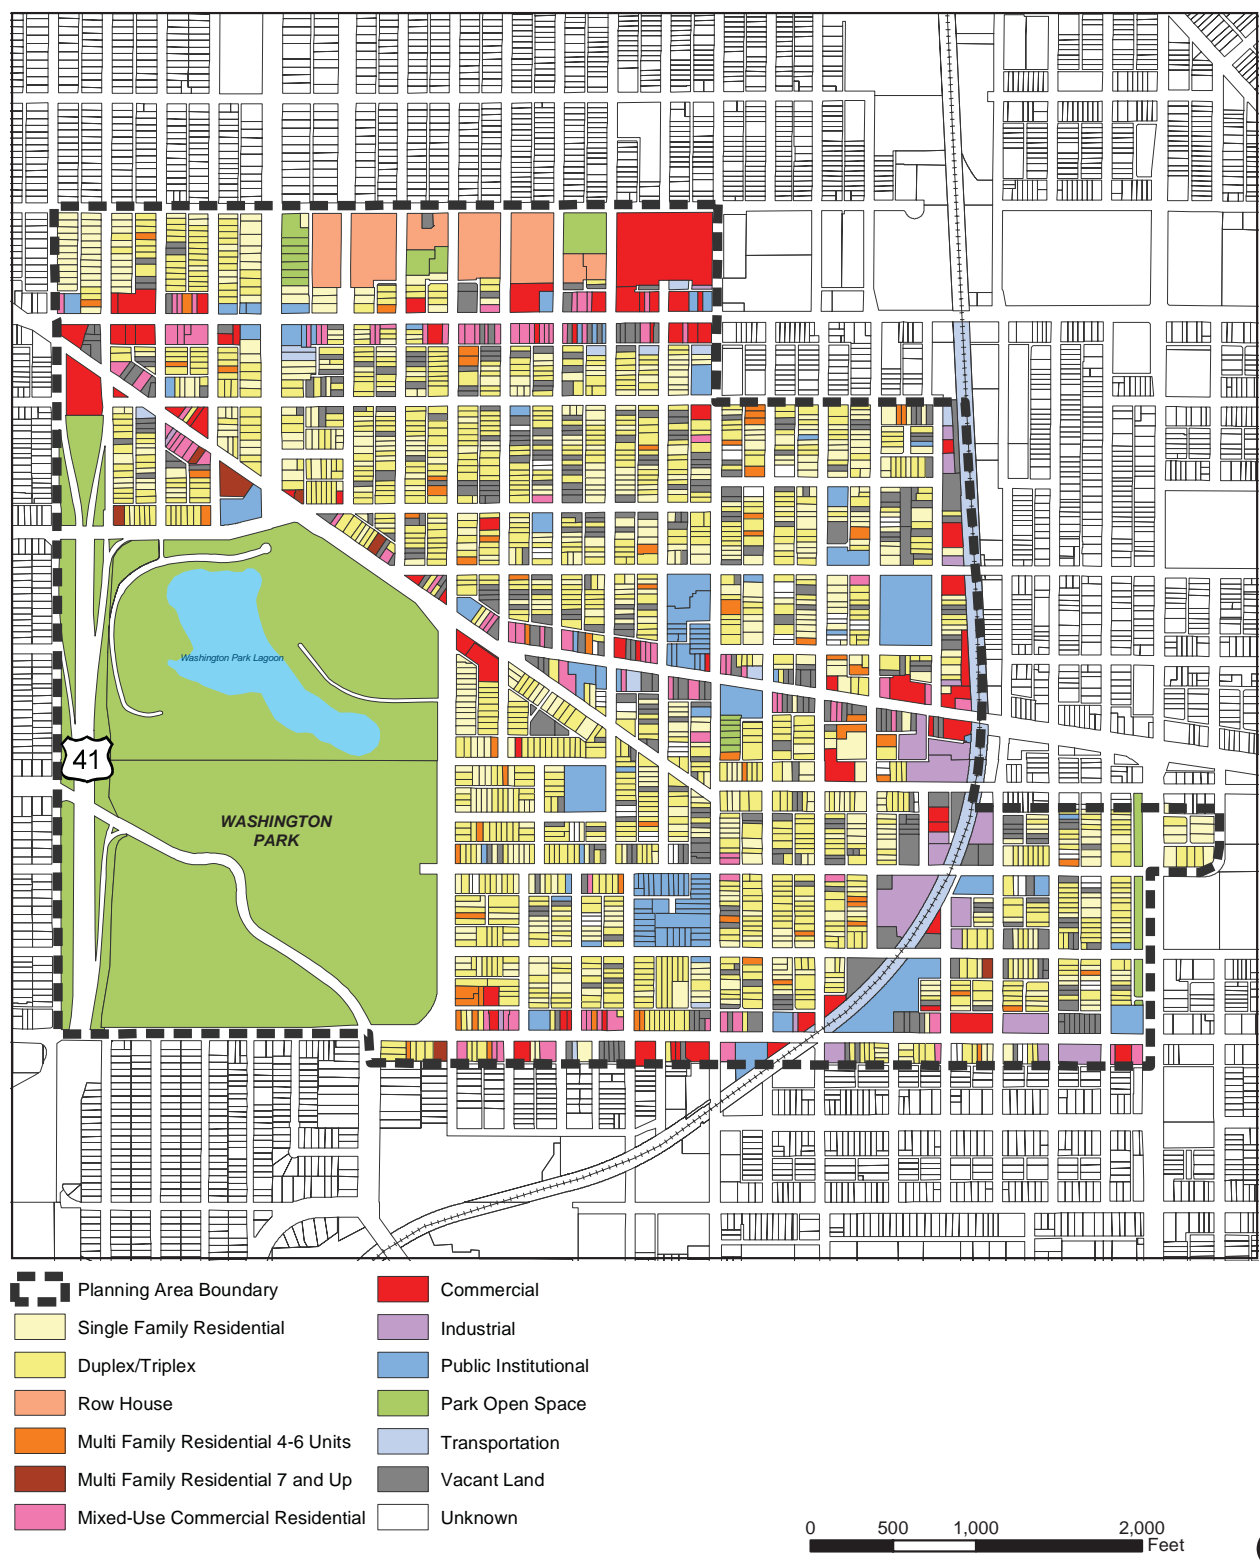 Washington Park Lagoon
41
WASHINGTON
PARK
Planning Area Boundary
Single Family Residential
Duplex/Triplex
Row House
Multi Family Residential 4-6 Units
Multi Family Residential 7 and Up
Mixed-Use Commercial Residential
Commercial
Industrial
Public Institutional
Park Open Space
Transportation
Vacant Land
Unknown
0 500 1,000 2,000
Feet